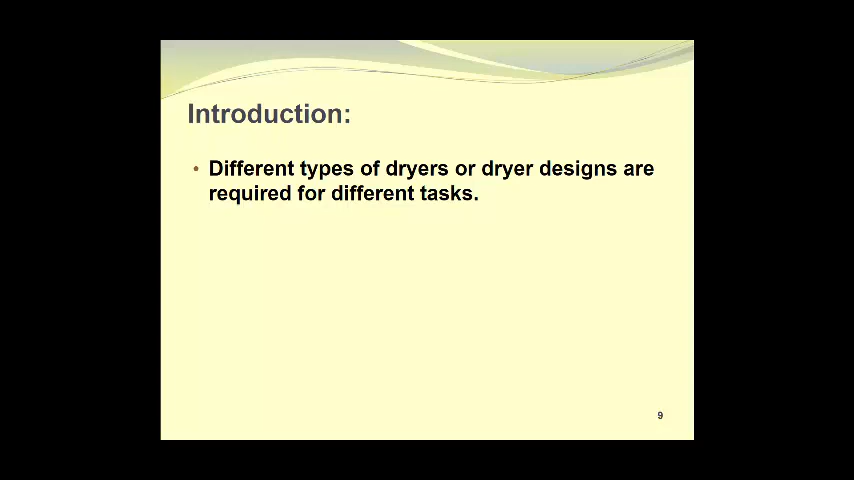 Introduction:
• Different types of dryers or dryer designs are
required for different tasks.
9